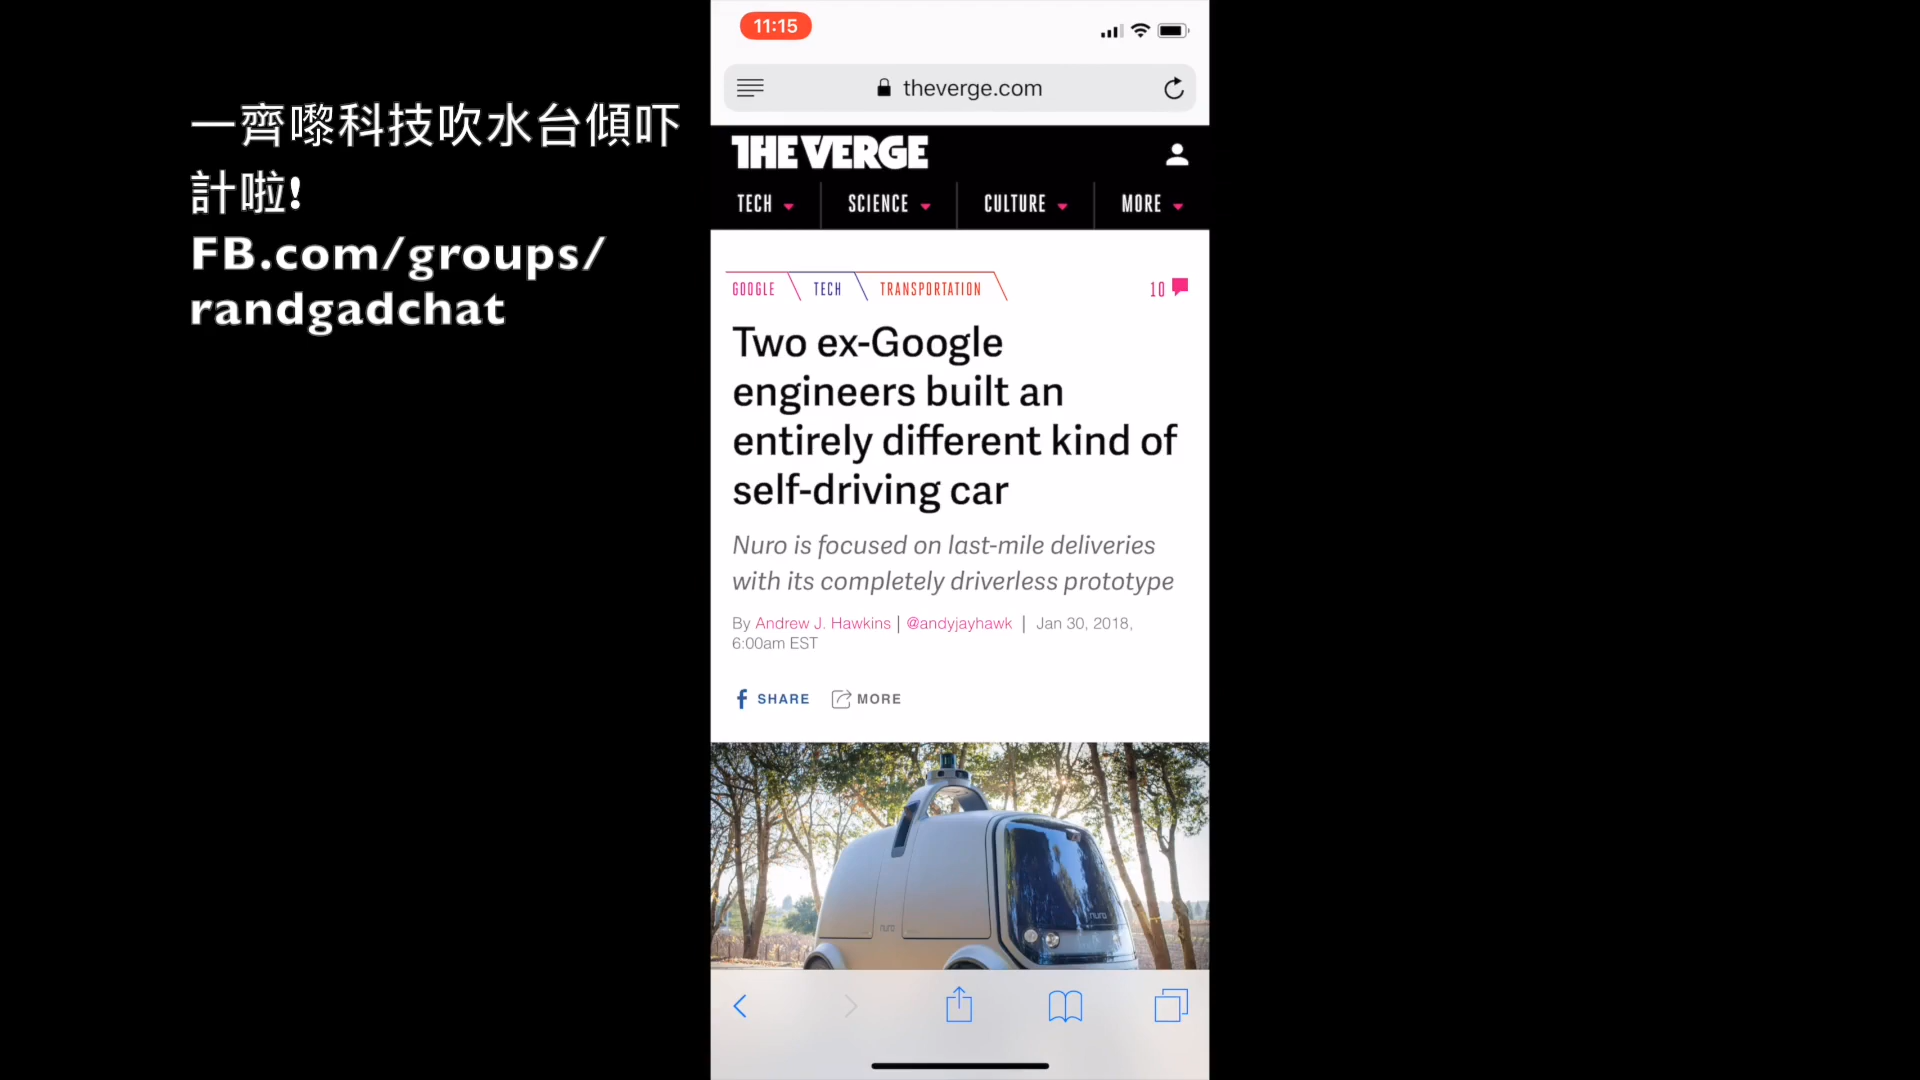 一齊嚟科技吹水台傾吓
計啦!
FB.com/groups/
randgadchat
11:15
theverge.com
THE VERGE
TECH
SCIENCE
CULTURE
MORE
GOOGLE
TECH
TRANSPORTATION
10
Two ex-Google
engineers built an
entirely different kind of
self-driving car
Nuro is focused on last-mile deliveries
with its completely driverless prototype
By Andrew J. Hawkins | @andyjayhawk | Jan 30, 2018,
6:00am EST
SHARE
MORE
nuro
nuro